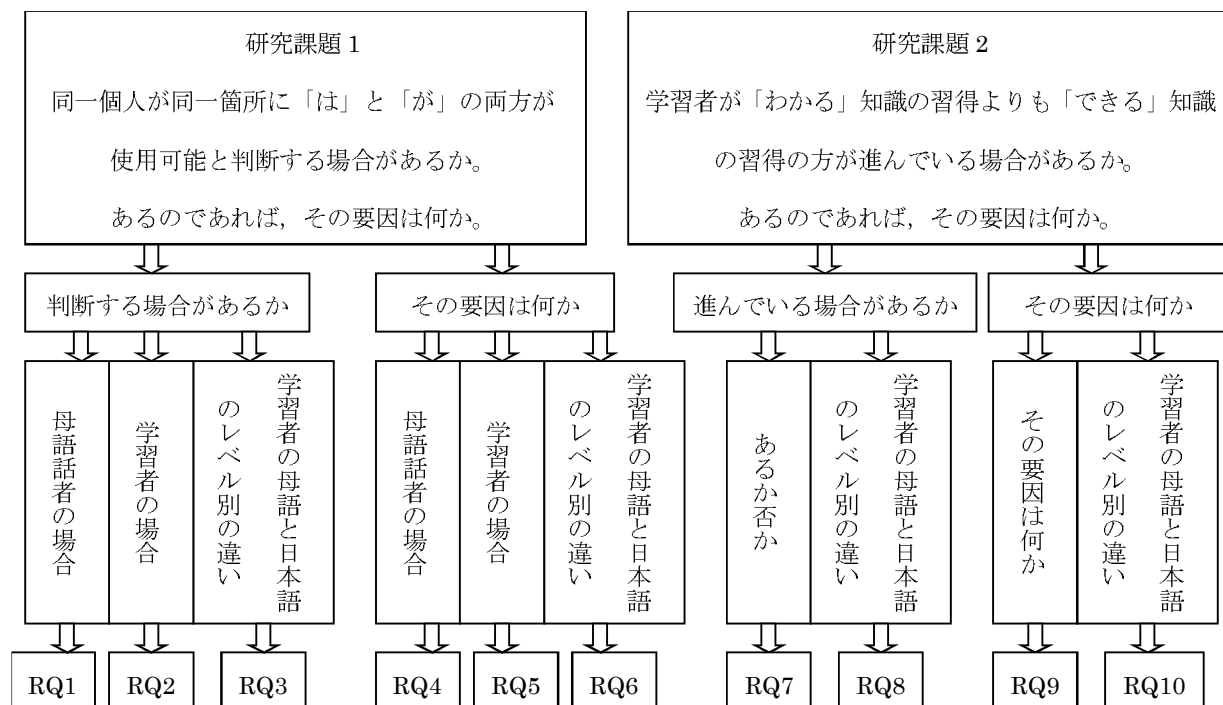 研究課題 1
同一個人が同一箇所に「は」と「が」の両方が
使用可能と判断する場合があるか。
あるのであれば，その要因は何か。
研究課題 2
学習者が「わかる」知識の習得よりも「できる」知識
の習得の方が進んでいる場合があるか。
あるのであれば，その要因は何か。
判断する場合があるか
その要因は何か
進んでいる場合があるか
その要因は何か
母語話者の場合
学習者の場合
学習者の母語と日本語
のレベル別の違い
母語話者の場合
学習者の場合
学習者の母語と日本語
のレベル別の違い
あるか否か
学習者の母語と日本語
のレベル別の違い
その要因は何か
学習者の母語と日本語
のレベル別の違い
RQ1
RQ2
RQ3
RQ4
RQ5
RQ6
RQ7
RQ8
RQ9
RQ10